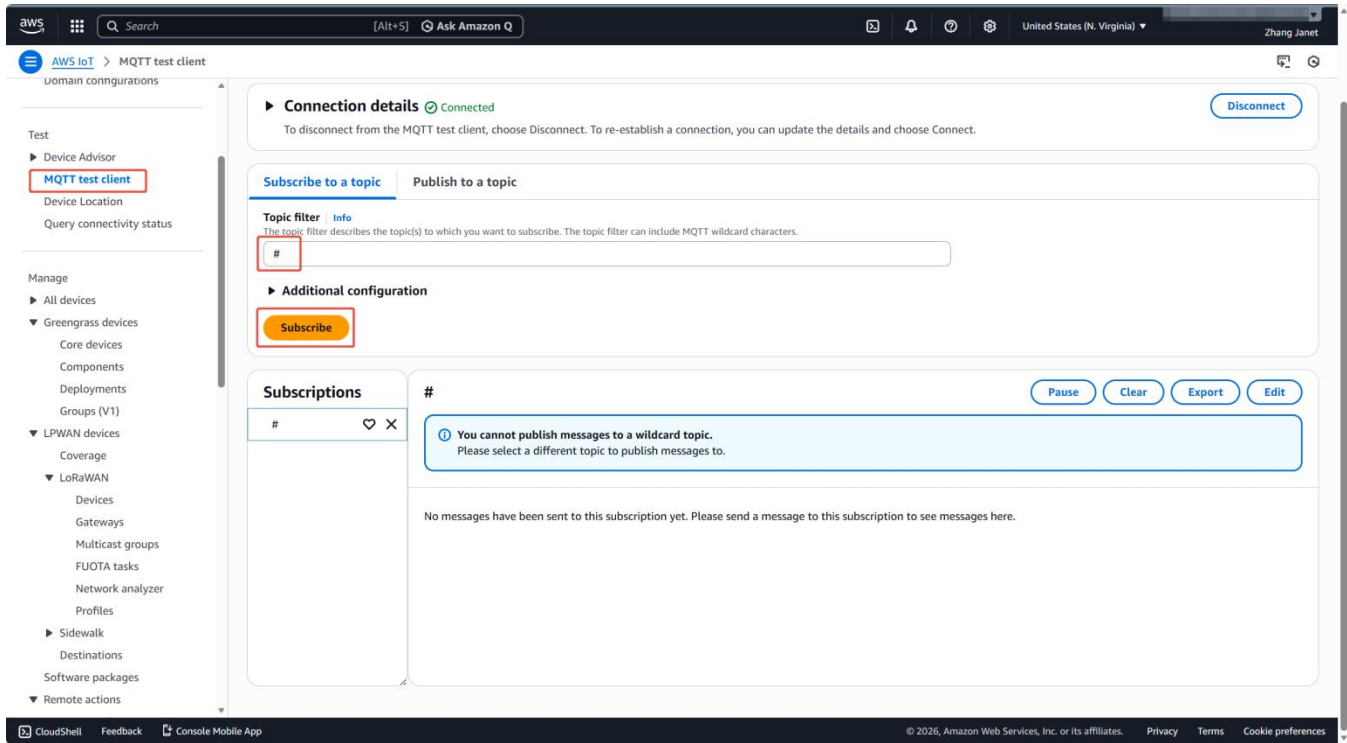 aws
Search [Alt+S] Ask Amazon Q United States (N. Virginia) ▼
Zhang Janet
AWS IoT > MQTT test client
Domain configurations
Test
Device Advisor
MQTT test client
Device Location
Query connectivity status
Manage
All devices
Greengrass devices
Core devices
Components
Deployments
Groups (V1)
LPWAN devices
Coverage
LoRaWAN
Devices
Gateways
Multicast groups
FUOTA tasks
Network analyzer
Profiles
Sidewalk
Destinations
Software packages
Remote actions
Connection details Connected
Disconnect
To disconnect from the MQTT test client, choose Disconnect. To re-establish a connection, you can update the details and choose Connect.
Subscribe to a topic Publish to a topic
Topic filter Info
The topic filter describes the topic(s) to which you want to subscribe. The topic filter can include MQTT wildcard characters.
#
Additional configuration
Subscribe
Subscriptions
#
#
Pause Clear Export Edit
You cannot publish messages to a wildcard topic.
Please select a different topic to publish messages to.
No messages have been sent to this subscription yet. Please send a message to this subscription to see messages here.
CloudShell Feedback Console Mobile App © 2026, Amazon Web Services, Inc. or its affiliates. Privacy Terms Cookie preferences